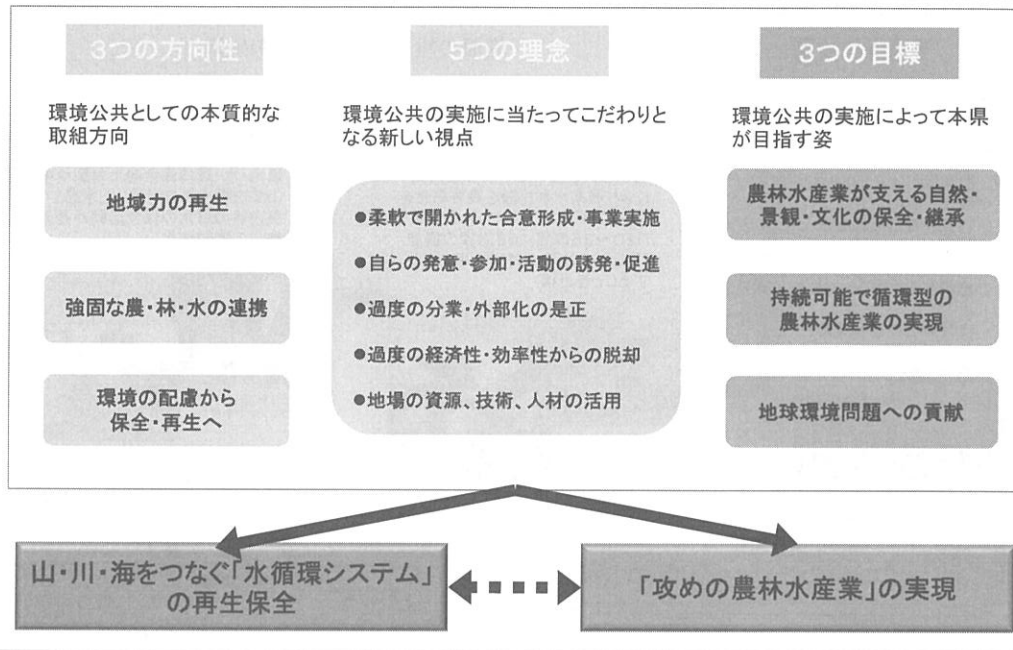 3つの方向性
環境公共としての本質的な
取組方向
地域力の再生
強固な農・林・水の連携
環境の配慮から
保全・再生へ
5つの理念
環境公共の実施に当たってこだわりと
なる新しい視点
●柔軟で開かれた合意形成・事業実施
●自らの発意・参加・活動の誘発・促進
●過度の分業・外部化の是正
●過度の経済性・効率性からの脱却
●地場の資源、技術、人材の活用
3つの目標
環境公共の実施によって本県
が目指す姿
農林水産業が支える自然・
景観・文化の保全・継承
持続可能で循環型の
農林水産業の実現
地球環境問題への貢献
山・川・海をつなぐ「水循環システム」
の再生保全
「攻めの農林水産業」の実現